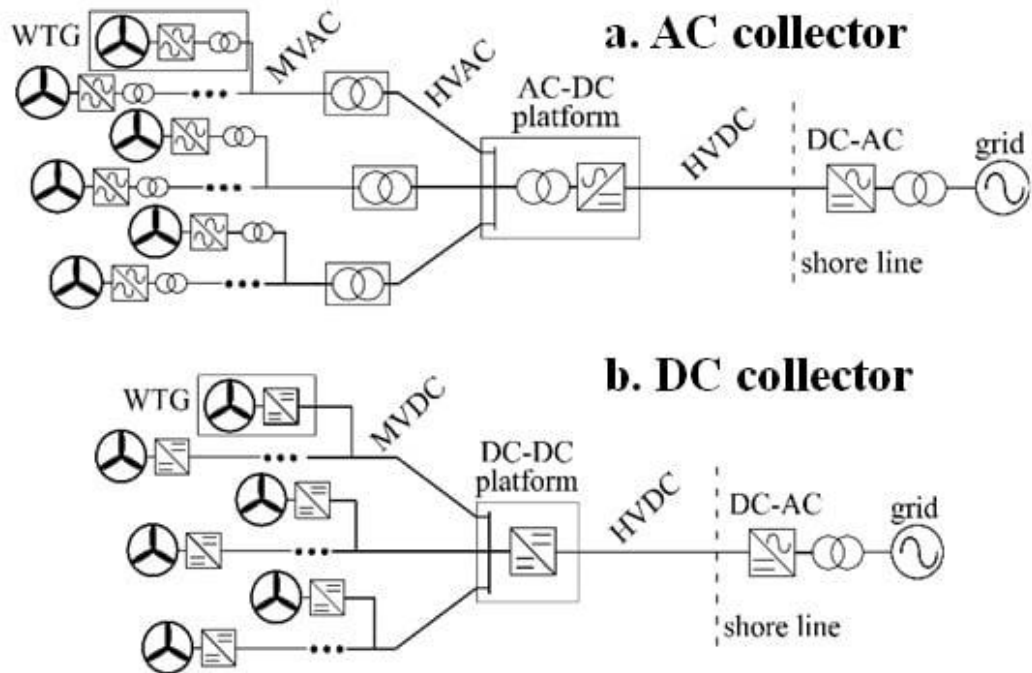 a. AC collector
WTG
MVAC
HVAC
AC-DC
platform
HVDC
DC-AC
grid
shore line
b. DC collector
WTG
MVDC
DC-DC
platform
HVDC
DC-AC
grid
shore line